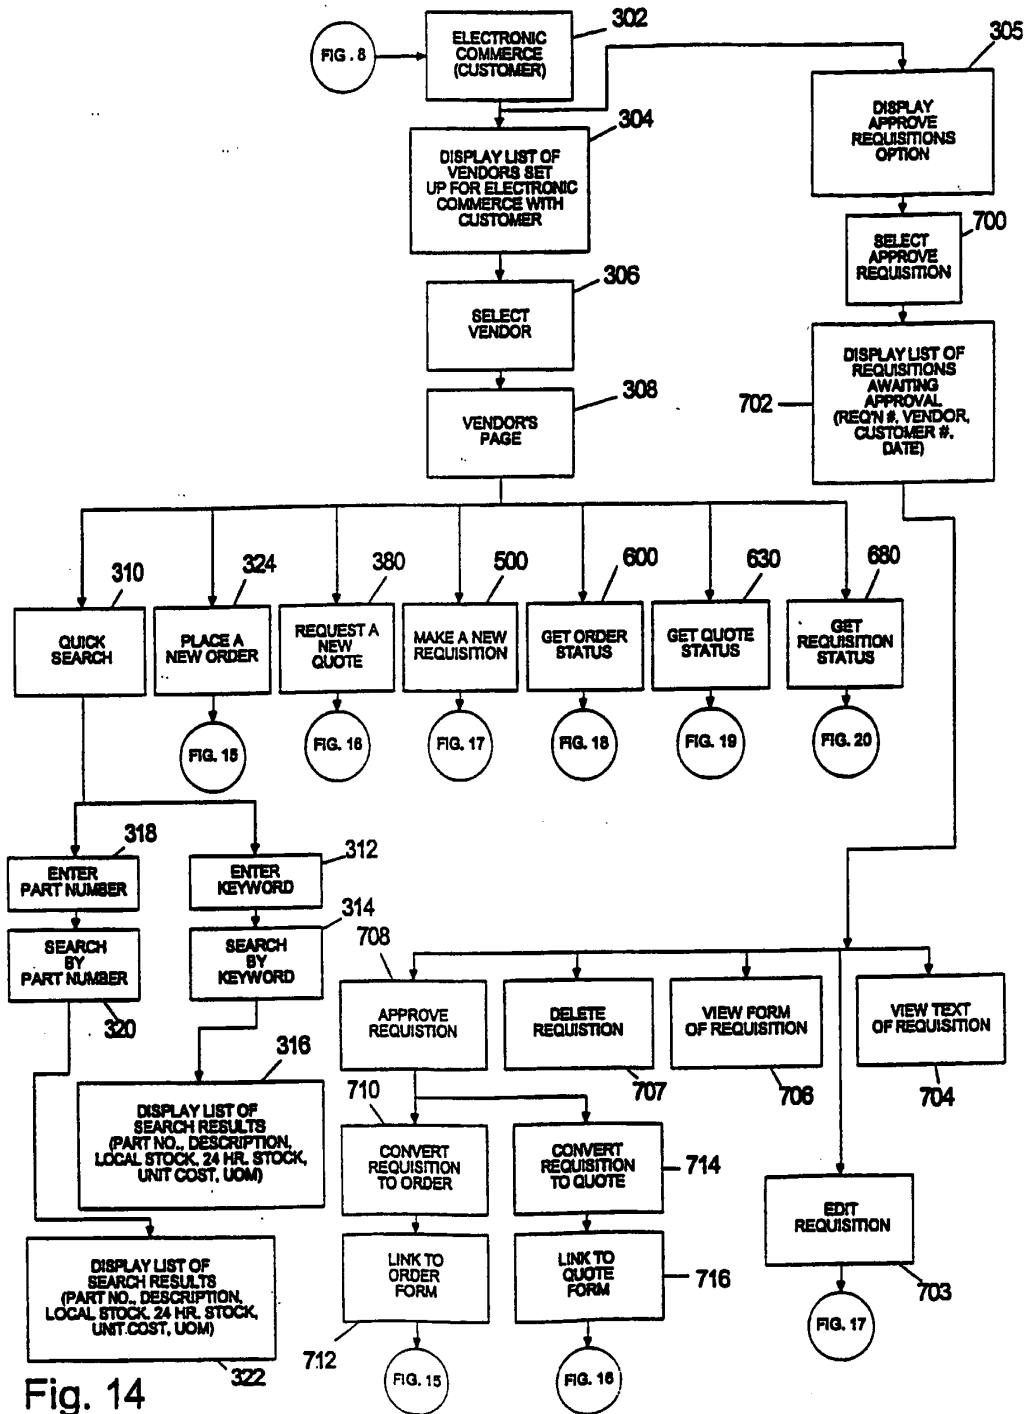 302
305
FIG. 8
ELECTRONIC
COMMERCE
(CUSTOMER)
304
DISPLAY
APPROVE
REQUISITIONS
OPTION
DISPLAY LIST OF
VENDORS SET
UP FOR ELECTRONIC
COMMERCE WITH
CUSTOMER
700
SELECT
APPROVE
REQUISITION
306
SELECT
VENDOR
702
DISPLAY LIST OF
REQUISITIONS
AWAITING
APPROVAL
(REQ'N #, VENDOR,
CUSTOMER #,
DATE)
308
VENDOR'S
PAGE
310
324
380
500
600
630
680
QUICK
SEARCH
PLACE A
NEW ORDER
REQUEST A
NEW
QUOTE
MAKE A NEW
REQUISITION
GET ORDER
STATUS
GET QUOTE
STATUS
GET
REQUISITION
STATUS
FIG. 15
FIG. 16
FIG. 17
FIG. 18
FIG. 19
FIG. 20
318
312
ENTER
PART NUMBER
ENTER
KEYWORD
314
SEARCH
BY
PART NUMBER
SEARCH
BY
KEYWORD
320
708
APPROVE
REQUISTION
DELETE
REQUISTION
VIEW FORM
OF REQUISITION
VIEW TEXT
OF REQUISITION
707
706
704
316
DISPLAY LIST OF
SEARCH RESULTS
(PART NO., DESCRIPTION,
LOCAL STOCK, 24 HR. STOCK,
UNIT COST, UOM)
710
CONVERT
REQUISITION
TO ORDER
CONVERT
REQUISITION
TO QUOTE
714
EDIT
REQUISITION
703
DISPLAY LIST OF
SEARCH RESULTS
(PART NO., DESCRIPTION,
LOCAL STOCK. 24 HR. STOCK,
UNIT COST, UOM)
322
LINK TO
ORDER
FORM
LINK TO
QUOTE
FORM
716
712
FIG. 15
FIG. 16
FIG. 17
Fig. 14